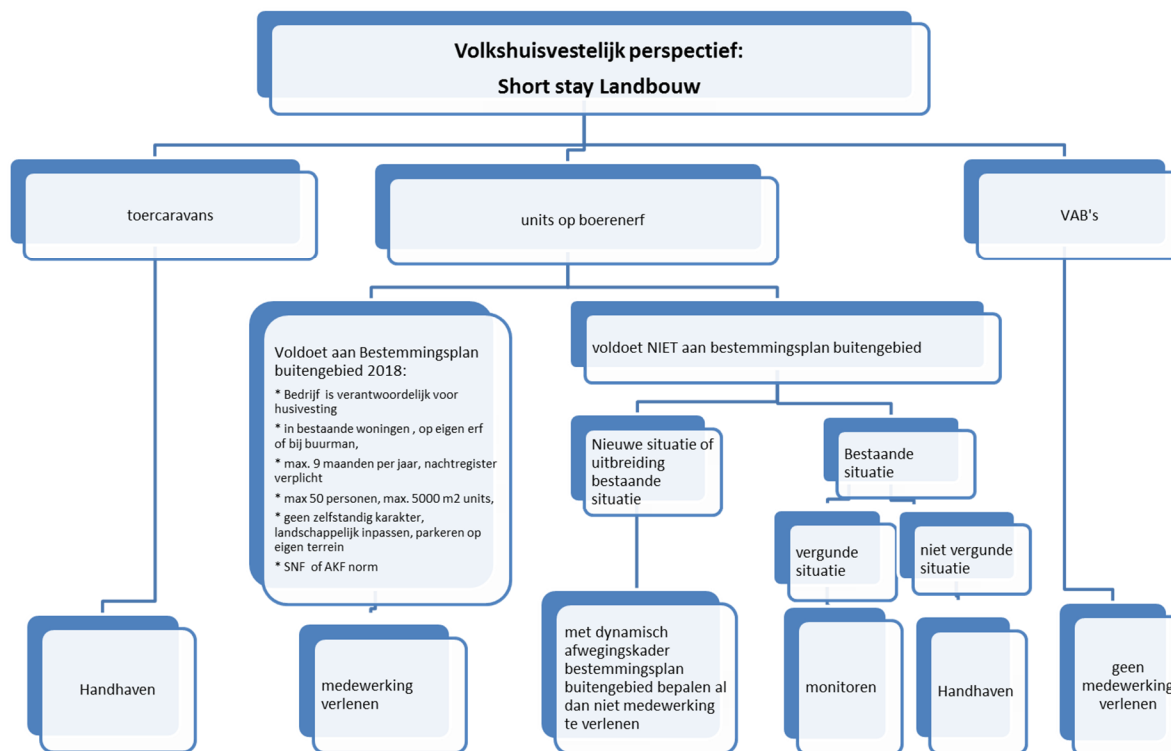 Volkshuisvestelijk perspectief:
Short stay Landbouw
toercaravans
units op boerenerf
VAB's
Voldoet aan Bestemmingsplan
buitengebied 2018:
* Bedrijf is verantwoordelijk voor
husivesting
* in bestaande woningen , op eigen erf
of bij buurman,
* max. 9 maanden per jaar, nachtregister
verplicht
* max 50 personen, max. 5000 m2 units,
* geen zelfstandig karakter,
landschappelijk inpassen, parkeren op
eigen terrein
* SNF of AKF norm
voldoet NIET aan bestemmingsplan buitengebied
Nieuwe situatie of
uitbreiding
bestaande
situatie
Bestaande
situatie
vergunde
situatie
niet vergunde
situatie
Handhaven
medewerking
verlenen
met dynamisch
afwegingskader
bestemmingsplan
buitengebied bepalen al
dan niet medewerking
te verlenen
monitoren
Handhaven
geen
medewerking
verlenen